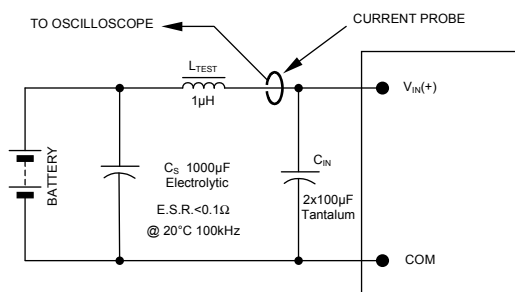 TO OSCILLOSCOPE
CURRENT PROBE
LTEST
1µH
VIN(+)
BATTERY
CS 1000µF
Electrolytic
E.S.R.<0.1Ω
@ 20°C 100kHz
CIN
2x100µF
Tantalum
COM